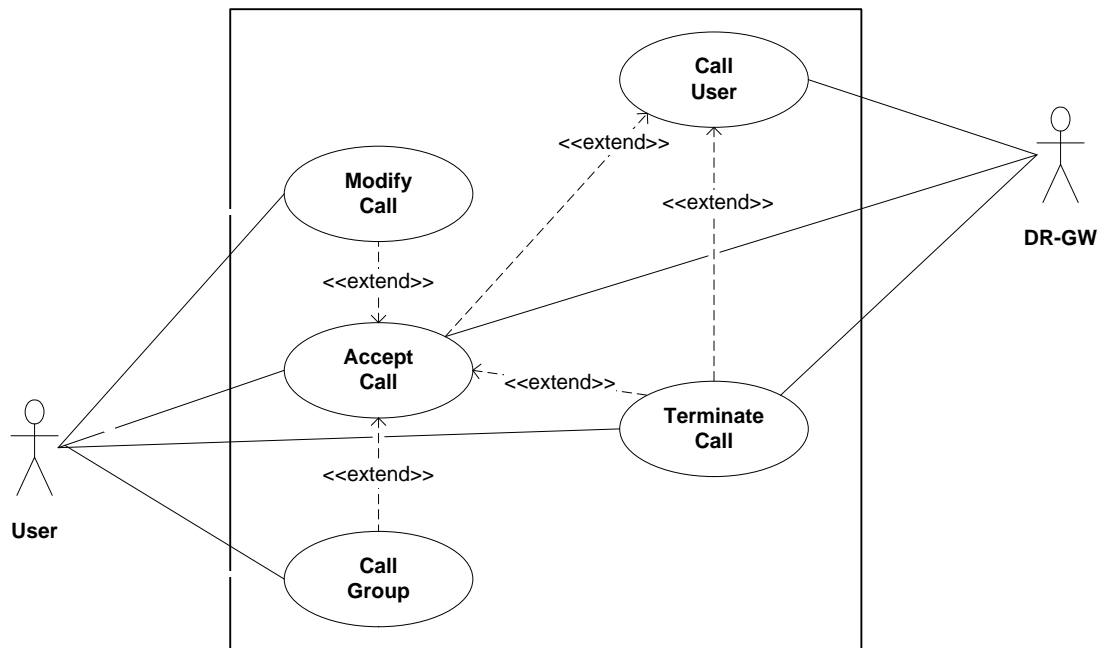 Call
User
<<extend>>
Modify
Call
<<extend>>
DR-GW
<<extend>>
Accept
Call
<<extend>>
Terminate
Call
<<extend>>
User
Call
Group